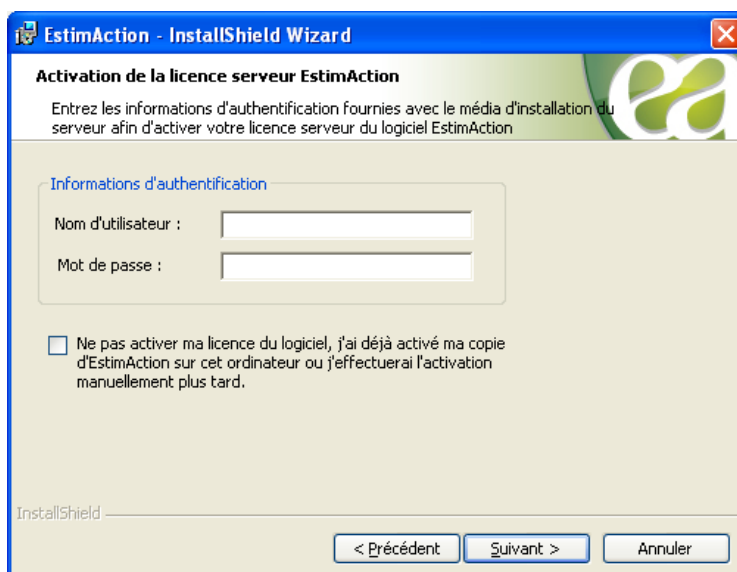 EstimAction - InstallShield Wizard
Activation de la licence serveur EstimAction
Entrez les informations d'authentification fournies avec le média d'installation du
serveur afin d'activer votre licence serveur du logiciel EstimAction
ea
Informations d'authentification
Nom d'utilisateur :
Mot de passe :
Ne pas activer ma licence du logiciel, j'ai déjà activé ma copie
d'EstimAction sur cet ordinateur ou j'effectuerai l'activation
manuellement plus tard.
InstallShield
< Précédent
Suivant >
Annuler